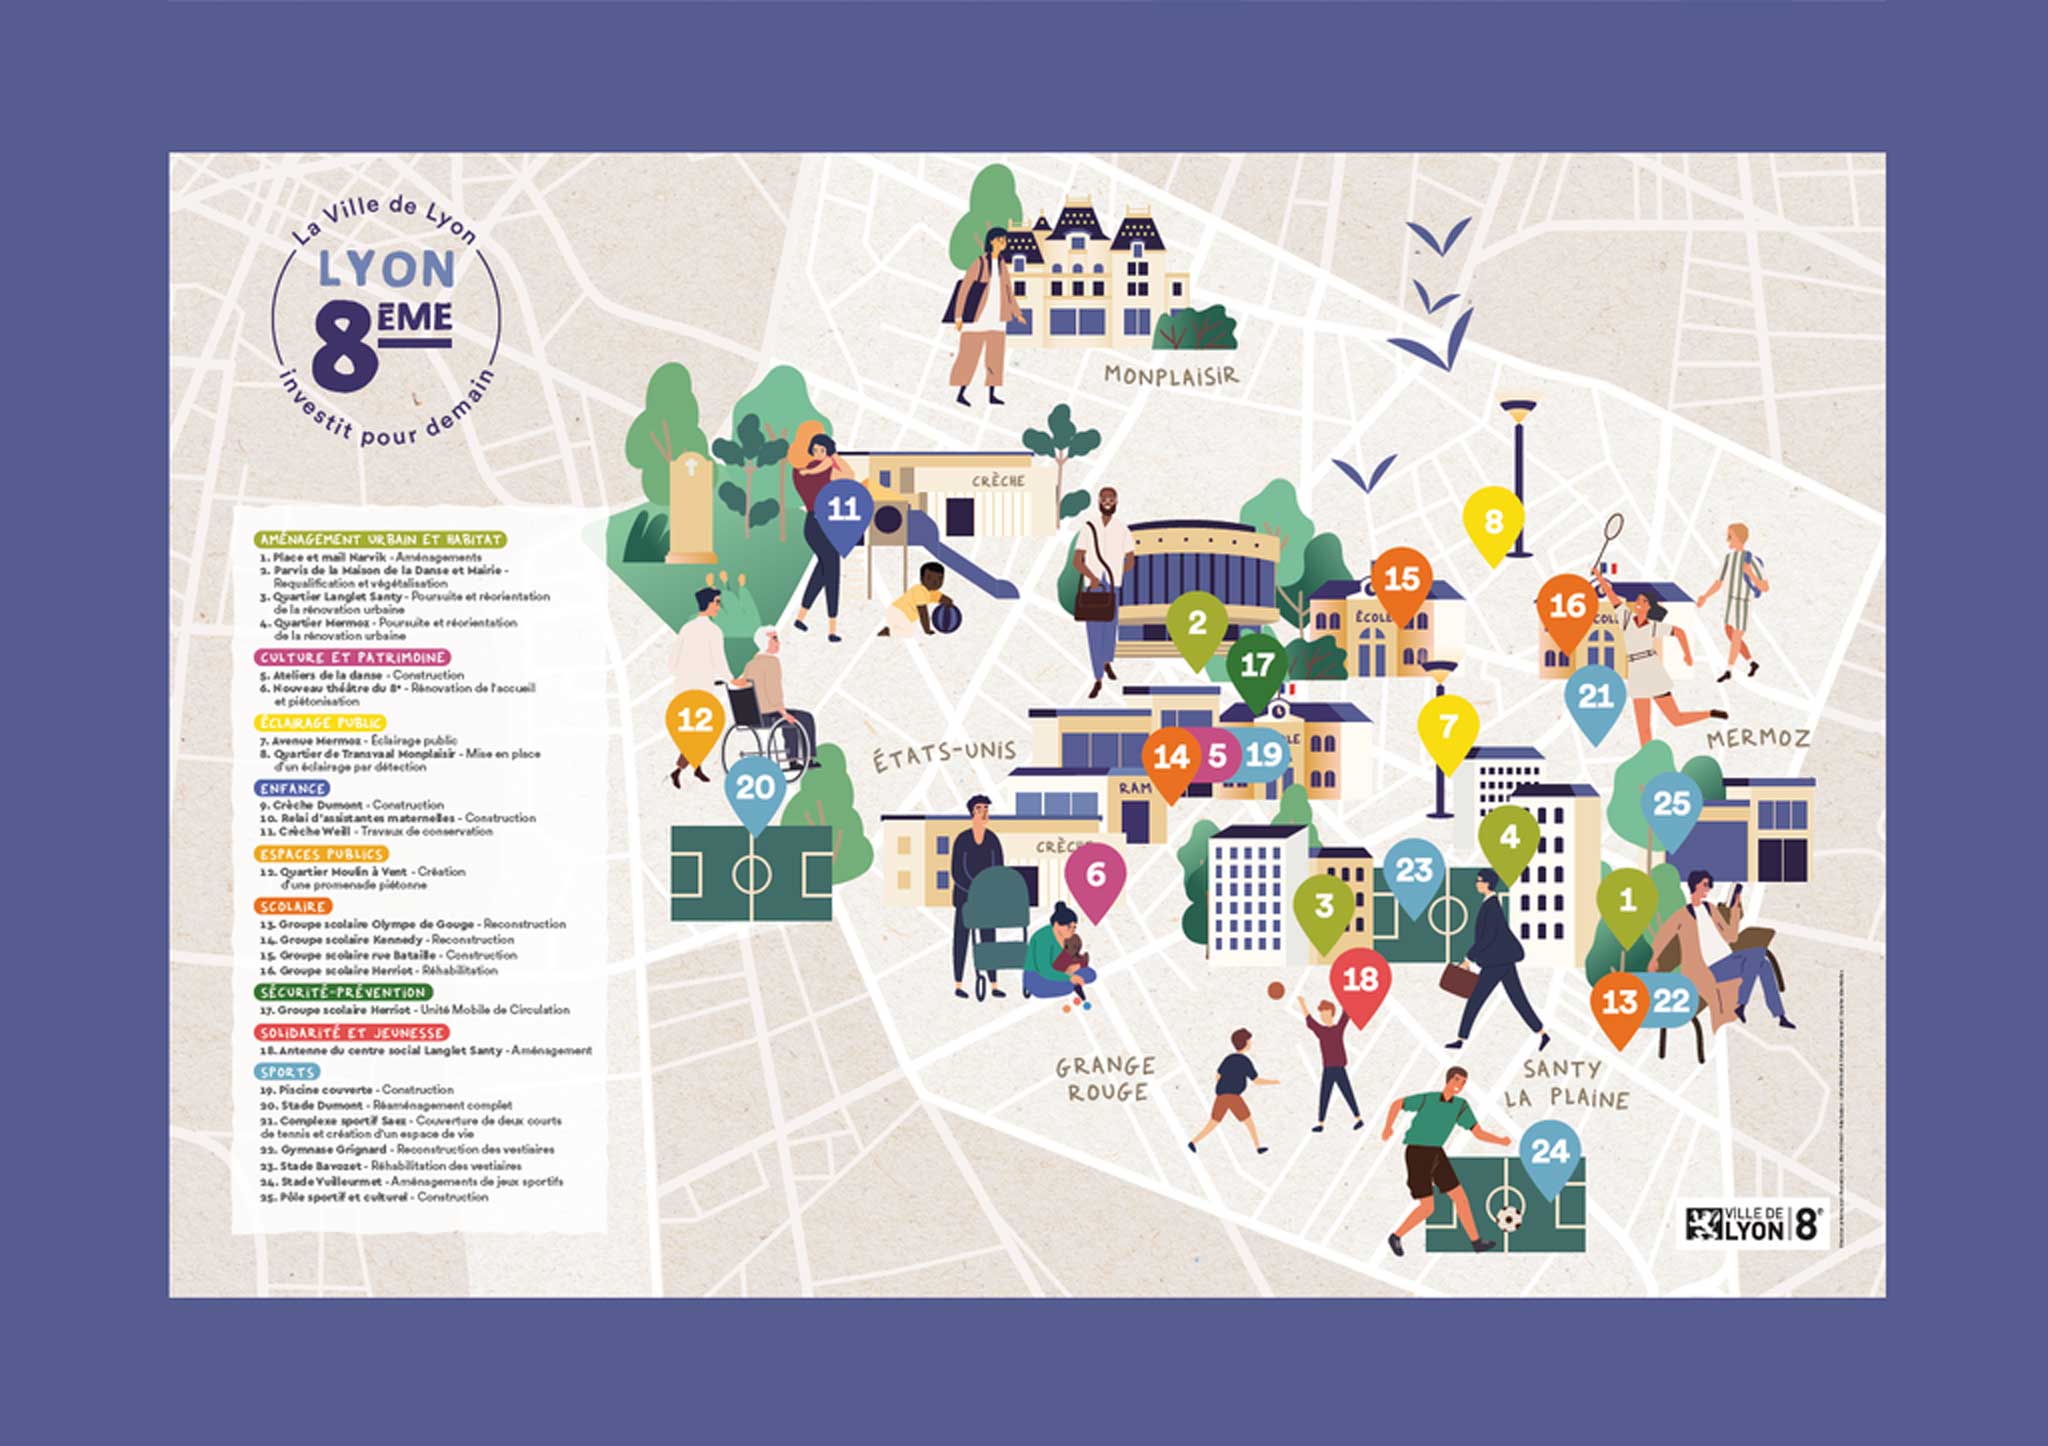 La Ville de Lyon
LYON
8ÈME
investit pour demain
AMÉNAGEMENT URBAIN ET HABITAT
1. Place et mail Narvik - Aménagements
2. Parvis de la Maison de la Danse et Mairie -
Requalification et végétalisation
3. Quartier Langlet Santy - Poursuite et réorientation
de la rénovation urbaine
4. Quartier Mermoz - Poursuite et réorientation
de la rénovation urbaine
CULTURE ET PATRIMOINE
5. Ateliers de la danse - Construction
6. Nouveau théâtre du 8e - Rénovation de l'accueil
et piétonisation
ÉCLAIRAGE PUBLIC
7. Avenue Mermoz - Éclairage public
8. Quartier de Transvaal Monplaisir - Mise en place
d'un éclairage par détection
ENFANCE
9. Crèche Dumont - Construction
10. Relai d'assistantes maternelles - Construction
11. Crèche Weill - Travaux de conservation
ESPACES PUBLICS
12. Quartier Moulin à Vent - Création
d'une promenade piétonne
SCOLAIRE
13. Groupe scolaire Olympe de Gouge - Reconstruction
14. Groupe scolaire Kennedy - Reconstruction
15. Groupe scolaire rue Bataille - Construction
16. Groupe scolaire Herriot - Réhabilitation
SÉCURITÉ-PRÉVENTION
17. Groupe scolaire Herriot - Unité Mobile de Circulation
SOLIDARITÉ ET JEUNESSE
18. Antenne du centre social Langlet Santy - Aménagement
SPORTS
19. Piscine couverte - Construction
20. Stade Dumont - Réaménagement complet
21. Complexe sportif Saez - Couverture de deux courts
de tennis et création d'un espace de vie
22. Gymnase Grignard - Reconstruction des vestiaires
23. Stade Bavozet - Réhabilitation des vestiaires
24. Stade Vuilleurmet - Aménagements de jeux sportifs
25. Pôle sportif et culturel - Construction
MONPLAISIR
CRÈCHE
11
8
15
ÉCOLE
16
COLL
2
17
21
12
7
MERMOZ
ÉTATS-UNIS
14 5 19
LE
20
RAM
25
4
CRÈC
6
23
3
1
18
13 22
GRANGE
ROUGE
SANTY
LA PLAINE
24
VILLE DE
LYON
8e